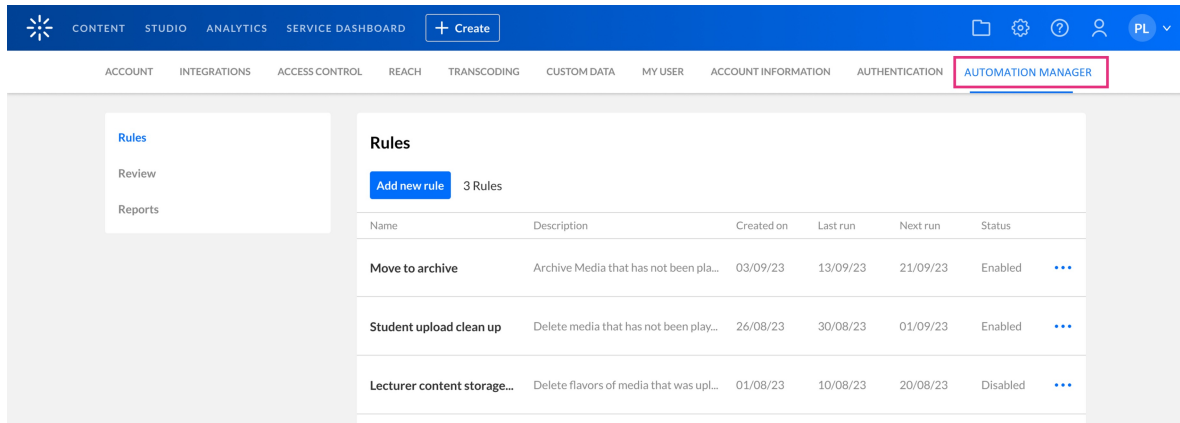 CONTENT STUDIO ANALYTICS SERVICE DASHBOARD + Create PL
ACCOUNT INTEGRATIONS ACCESS CONTROL REACH TRANSCODING CUSTOM DATA MY USER ACCOUNT INFORMATION AUTHENTICATION AUTOMATION MANAGER
Rules
Review
Reports
Rules
Add new rule 3 Rules
Name Description Created on Last run Next run Status
Move to archive Archive Media that has not been pla... 03/09/23 13/09/23 21/09/23 Enabled
Student upload clean up Delete media that has not been play... 26/08/23 30/08/23 01/09/23 Enabled
Lecturer content storage... Delete flavors of media that was upl... 01/08/23 10/08/23 20/08/23 Disabled